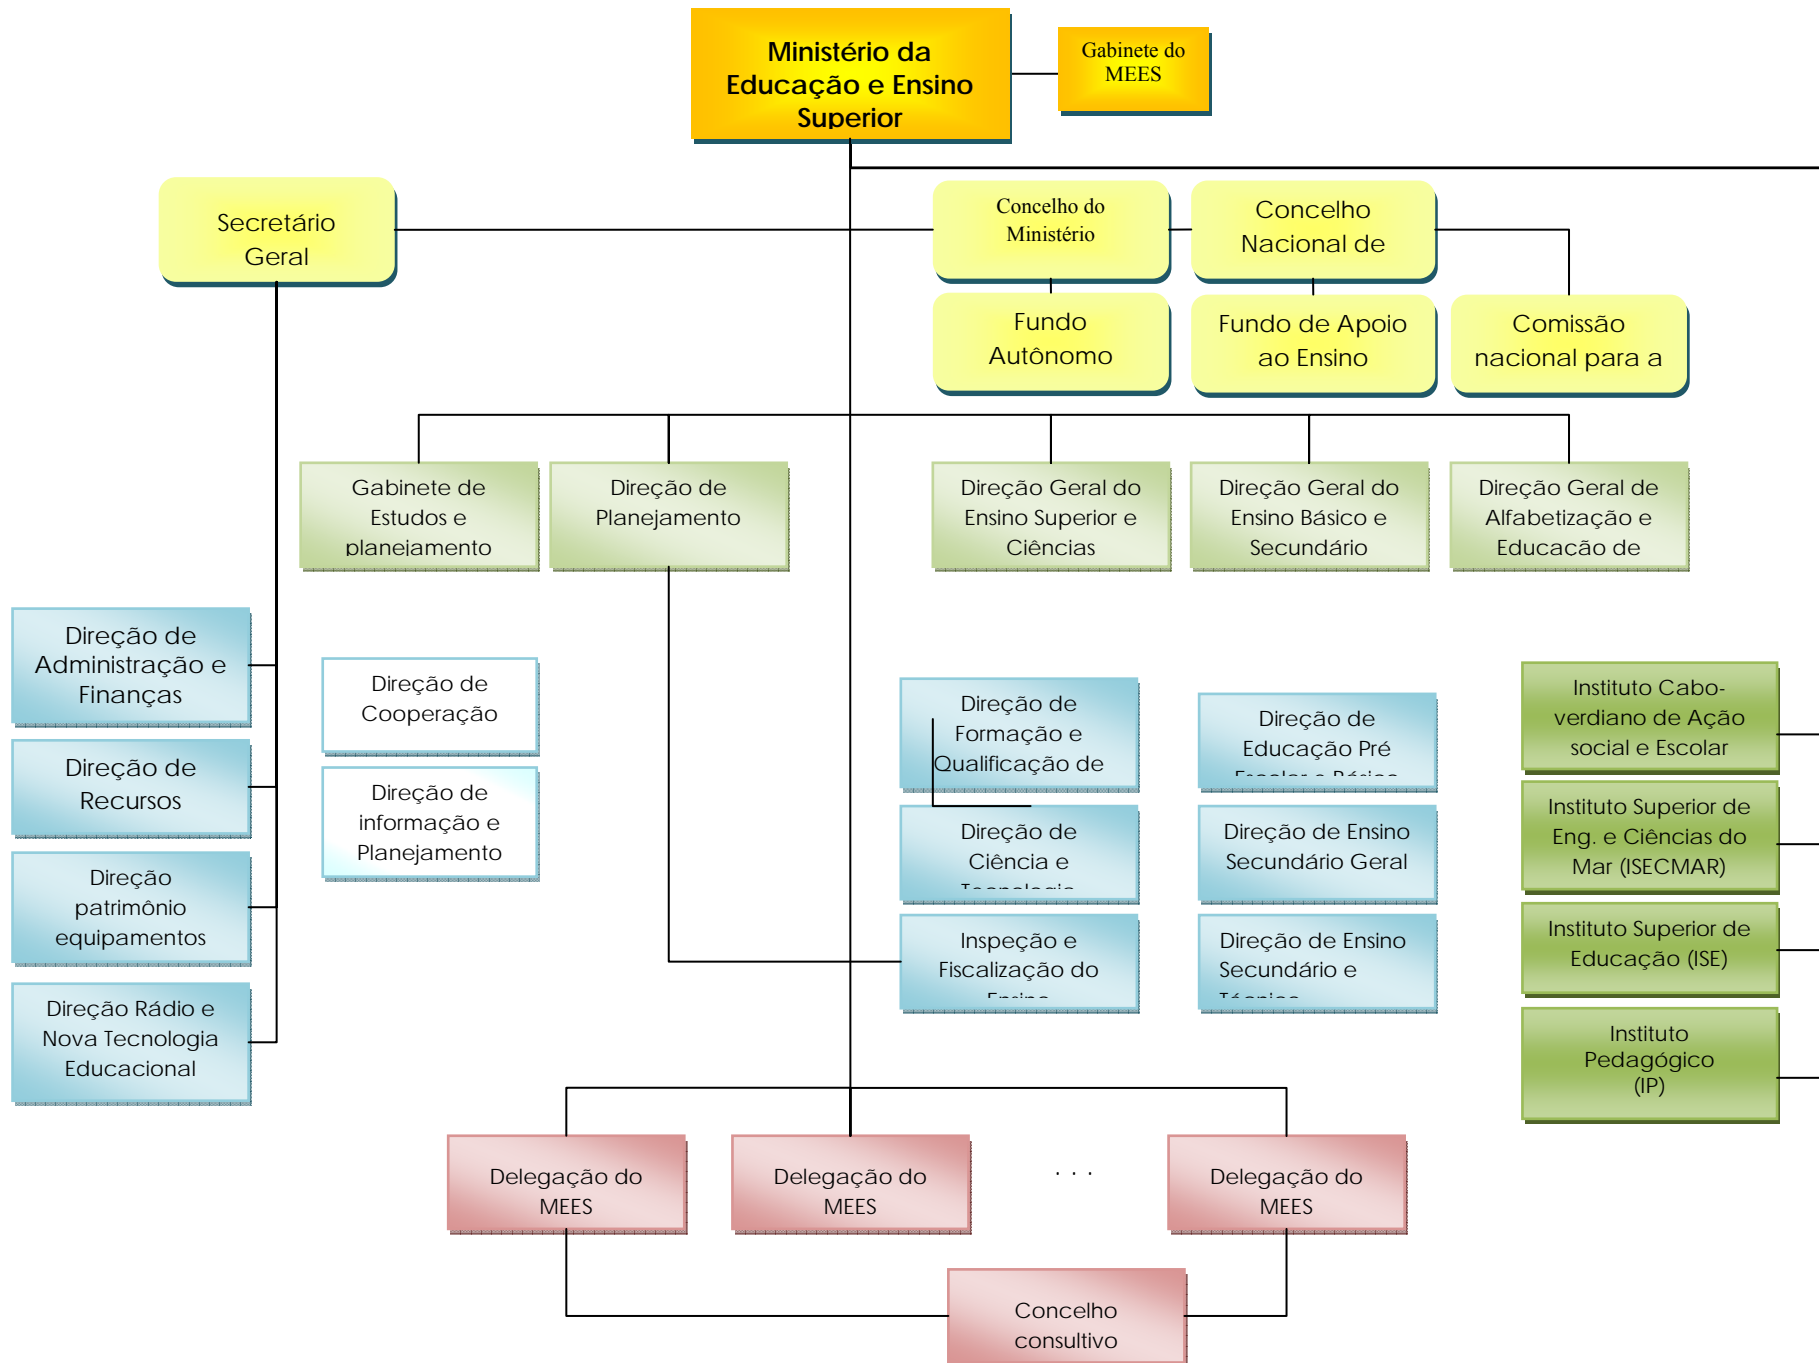 Ministério da
Educação e Ensino
Superior
Gabinete do
MEES
Secretário
Geral
Concelho do
Ministério
Concelho
Nacional de
Fundo
Autônomo
Fundo de Apoio
ao Ensino
Comissão
nacional para a
Gabinete de
Estudos e
planejamento
Direção de
Planejamento
Direção Geral do
Ensino Superior e
Ciências
Direção Geral do
Ensino Básico e
Secundário
Direção Geral de
Alfabetização e
Educação de
Direção de
Administração e
Finanças
Direção de
Recursos
Direção
patrimônio
equipamentos
Direção Rádio e
Nova Tecnologia
Educacional
Direção de
Cooperação
Direção de
informação e
Planejamento
Direção de
Formação e
Qualificação de
Direção de
Ciência e
Tecnologia
Inspeção e
Fiscalização do
Ensino
Direção de
Educação Pré
Escolar e Básico
Direção de Ensino
Secundário Geral
Direção de Ensino
Secundário e
Técnico
Instituto Cabo-
verdiano de Ação
social e Escolar
Instituto Superior de
Eng. e Ciências do
Mar (ISECMAR)
Instituto Superior de
Educação (ISE)
Instituto
Pedagógico
(IP)
Delegação do
MEES
Delegação do
MEES
. . .
Delegação do
MEES
Concelho
consultivo